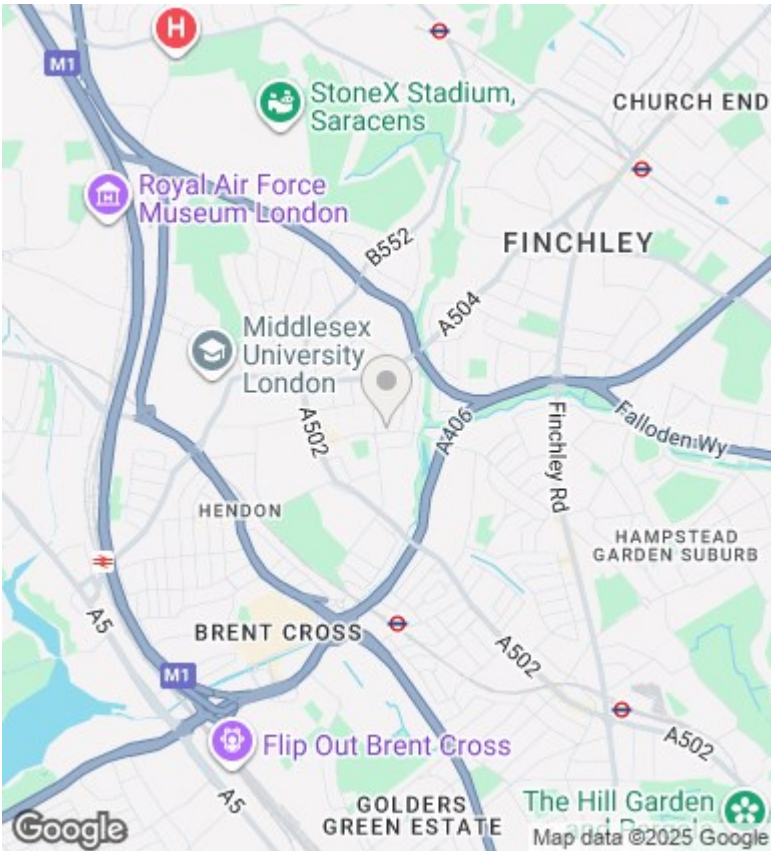 H
M1
StoneX Stadium,
Saracens
CHURCH END
Royal Air Force
Museum London
B552
FINCHLEY
A504
Middlesex
University
London
A502
A406
Finchley Rd
Falloden Wy
HENDON
HAMPSTEAD
GARDEN SUBURB
A5
BRENT CROSS
A502
M1
A502
Flip Out Brent Cross
A5
GOLDERS
GREEN ESTATE
The Hill Garden
Google
Map data ©2025 Google